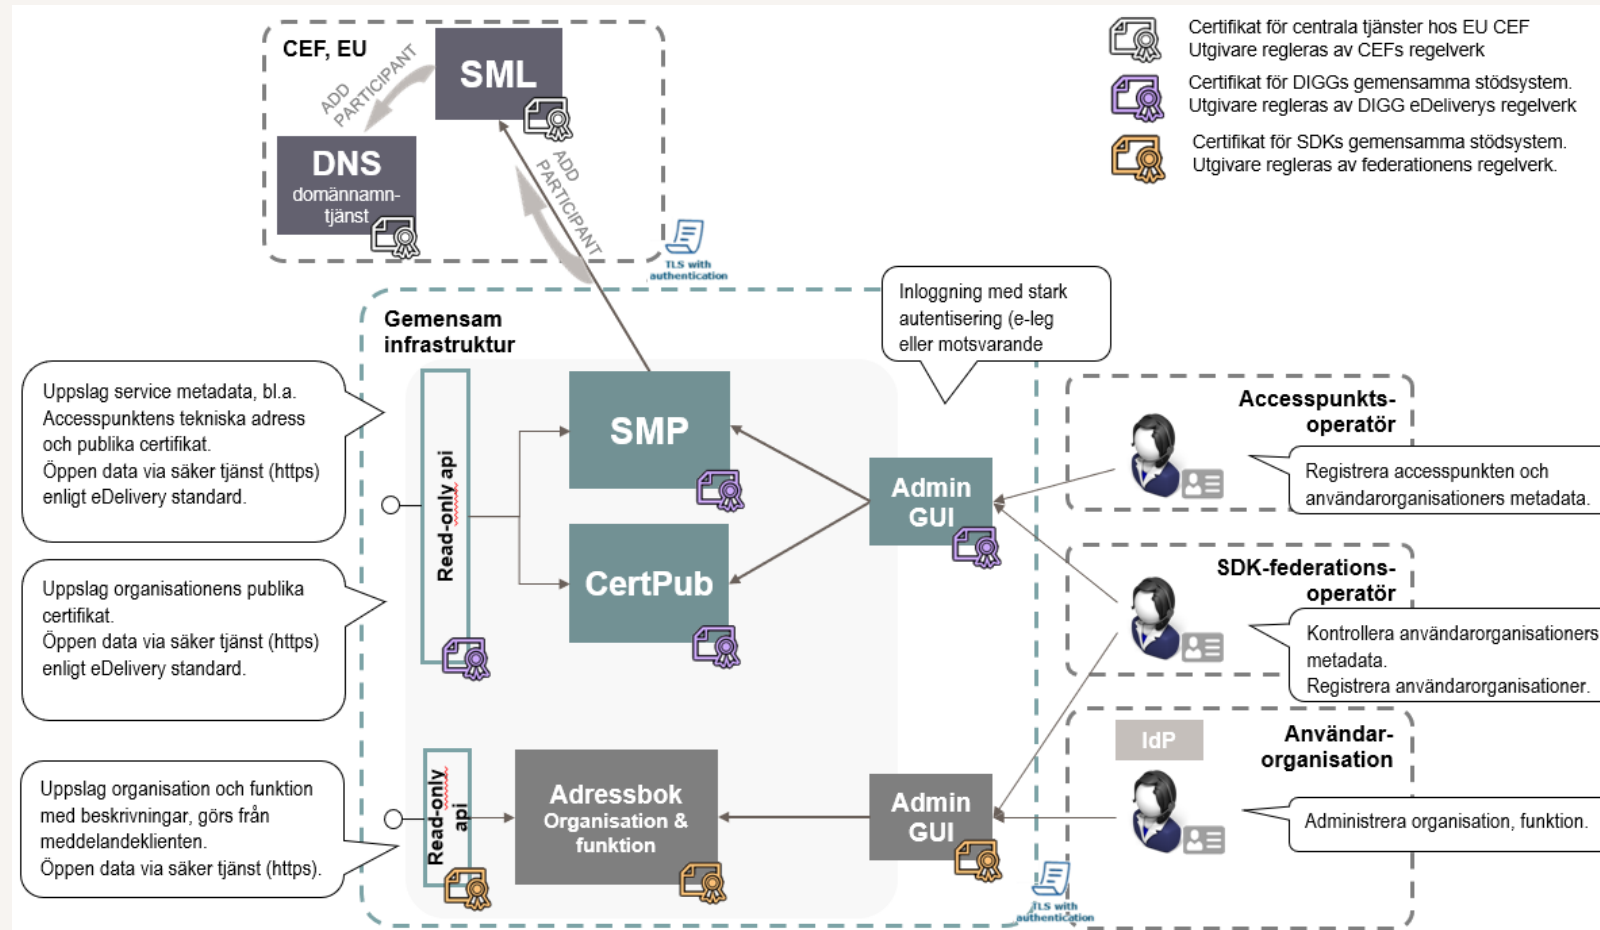 CEF, EU
SML
ADD
PARTICIPANT
DNS
domännamn-
tjänst
ADD
PARTICIPANT
TLS with
authentication
Certifikat för centrala tjänster hos EU CEF
Utgivare regleras av CEFs regelverk
Certifikat för DIGGs gemensamma stödsystem.
Utgivare regleras av DIGG eDeliverys regelverk
Certifikat för SDKs gemensamma stödsystem.
Utgivare regleras av federationens regelverk.
Gemensam
infrastruktur
Inloggning med stark
autentisering (e-leg
eller motsvarande
Uppslag service metadata, bl.a.
Accesspunktens tekniska adress
och publika certifikat.
Öppen data via säker tjänst (https)
enligt eDelivery standard.
Uppslag organisationens publika
certifikat.
Öppen data via säker tjänst (https)
enligt eDelivery standard.
Uppslag organisation och funktion
med beskrivningar, görs från
meddelandeklienten.
Öppen data via säker tjänst (https).
Read-only api
SMP
CertPub
Admin
GUI
Read-only
api
Adressbok
Organisation &
funktion
Admin
GUI
Accesspunkts-
operatör
Registrera accesspunkten och
användarorganisationers metadata.
SDK-federations-
operatör
Kontrollera användarorganisationers
metadata.
Registrera användarorganisationer.
IdP
Användar-
organisation
Administrera organisation, funktion.
TLS with
authentication